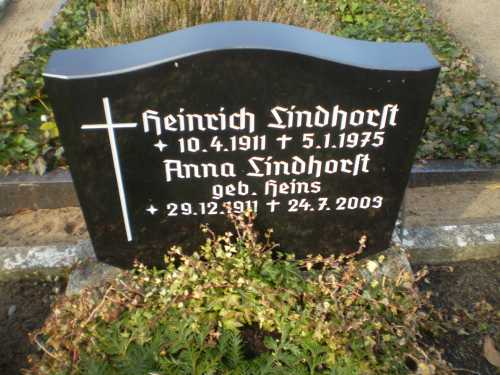 Heinrich Lindhorst
* 10.4.1911 † 5.1.1975
Anna Lindhorst
geb. Heins
* 29.12.1911 † 24.7.2003